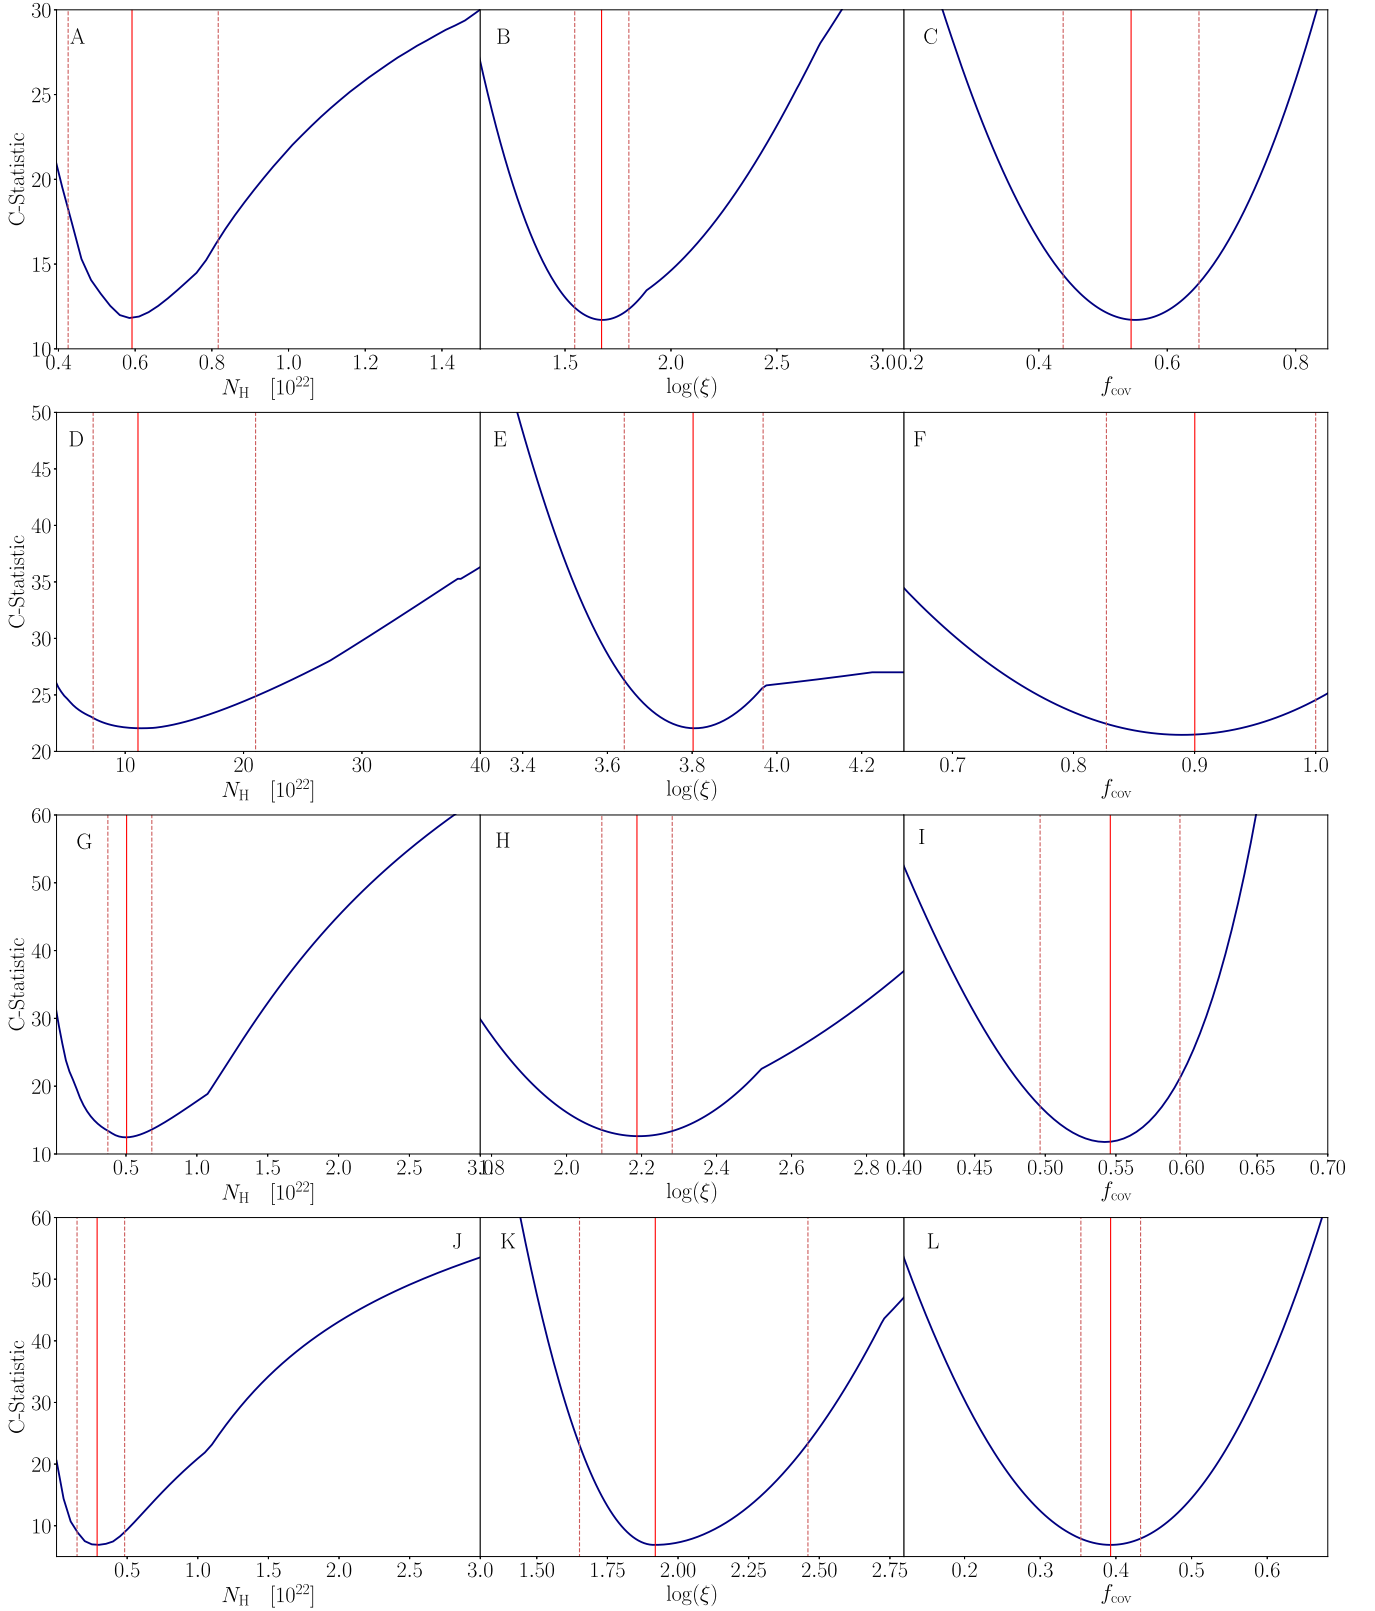 A
B
C
C-Statistic
30
25
20
15
10
0.4 0.6 0.8 1.0 1.2 1.4
1.5 2.0 2.5 3.0
0.2 0.4 0.6 0.8
N_H [10^22]
log(ξ)
f_cov
D
E
F
C-Statistic
50
45
40
35
30
25
20
10 20 30 40
3.4 3.6 3.8 4.0 4.2
0.7 0.8 0.9 1.0
N_H [10^22]
log(ξ)
f_cov
G
H
I
C-Statistic
60
50
40
30
20
10
0.5 1.0 1.5 2.0 2.5 3.0
1.8 2.0 2.2 2.4 2.6 2.8
0.40 0.45 0.50 0.55 0.60 0.65 0.70
N_H [10^22]
log(ξ)
f_cov
J
K
L
C-Statistic
60
50
40
30
20
10
0.5 1.0 1.5 2.0 2.5 3.0
1.50 1.75 2.00 2.25 2.50 2.75
0.2 0.3 0.4 0.5 0.6
N_H [10^22]
log(ξ)
f_cov